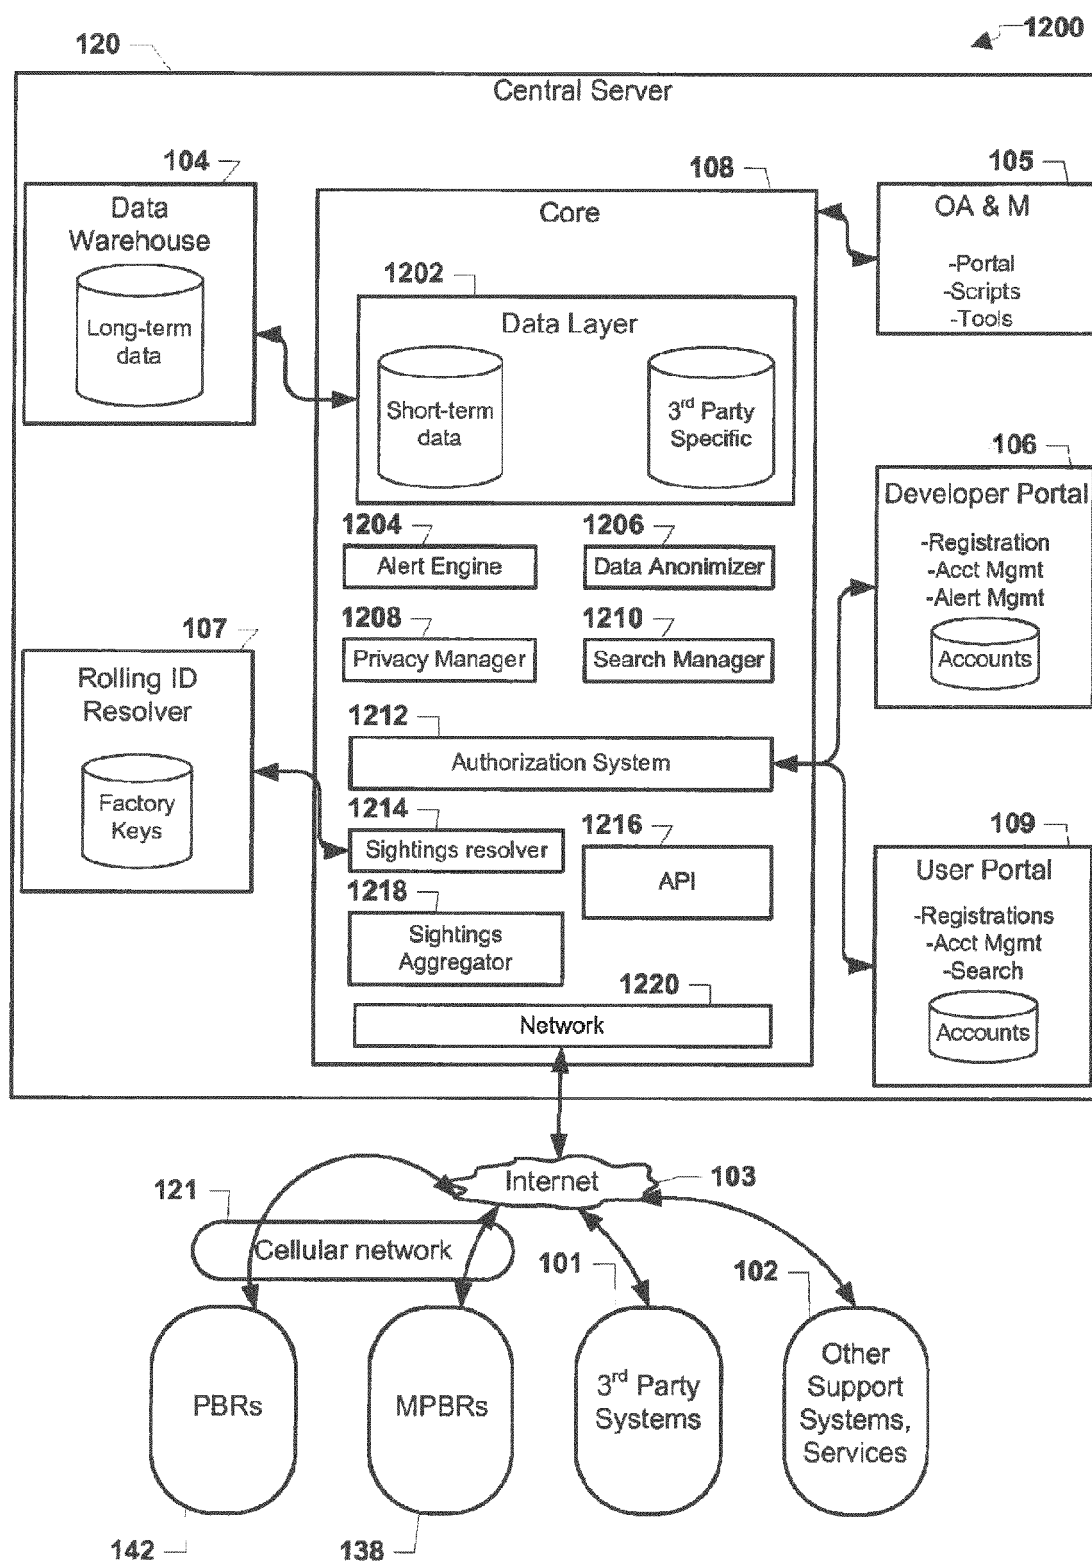 1200
120
Central Server
104
Data
Warehouse
Long-term
data
108
Core
105
OA & M
-Portal
-Scripts
-Tools
1202
Data Layer
Short-term
data
3rd Party
Specific
106
Developer Portal
-Registration
-Acct Mgmt
-Alert Mgmt
Accounts
1204
Alert Engine
1206
Data Anonimizer
1208
Privacy Manager
1210
Search Manager
107
Rolling ID
Resolver
Factory
Keys
1212
Authorization System
1214
Sightings resolver
1216
API
1218
Sightings
Aggregator
109
User Portal
-Registrations
-Acct Mgmt
-Search
Accounts
1220
Network
Internet
103
121
Cellular network
101
102
PBRs
MPBRs
3rd Party
Systems
Other
Support
Systems,
Services
142
138